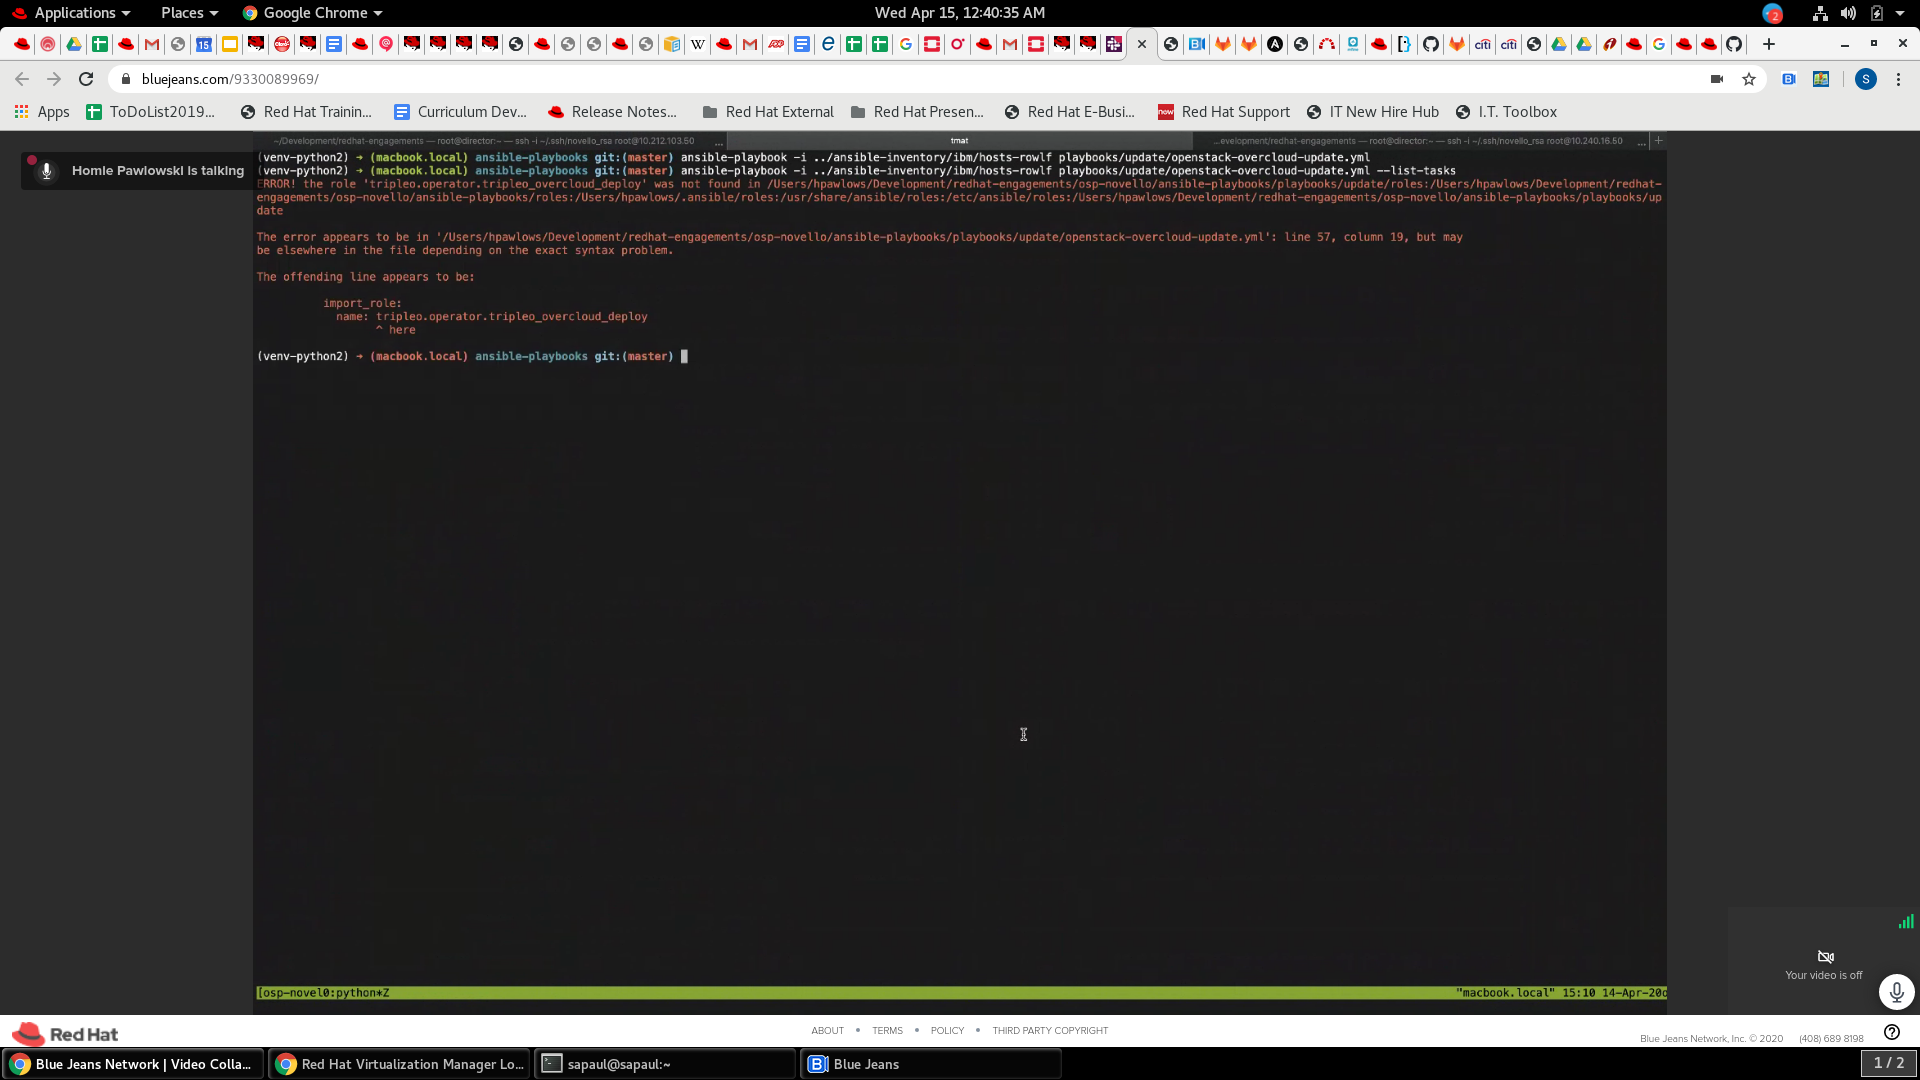 Applications
Places
Google Chrome
Wed Apr 15, 12:40:35 AM
2
bluejeans.com/9330089969/
S
Apps
ToDoList2019...
Red Hat Trainin...
Curriculum Dev...
Release Notes...
Red Hat External
Red Hat Presen...
Red Hat E-Busi...
Red Hat Support
IT New Hire Hub
I.T. Toolbox
~/Development/redhat-engagements — root@director:~ — ssh -i ~/.ssh/novello_rsa root@10.212.103.50 ...
tmat
...evelopment/redhat-engagements — root@director:~ — ssh -i ~/.ssh/novello_rsa root@10.240.16.50 ...
Homie Pawlowski is talking
(venv-python2) → (macbook.local) ansible-playbooks git:(master) ansible-playbook -i ../ansible-inventory/ibm/hosts-rowlf playbooks/update/openstack-overcloud-update.yml
(venv-python2) → (macbook.local) ansible-playbooks git:(master) ansible-playbook -i ../ansible-inventory/ibm/hosts-rowlf playbooks/update/openstack-overcloud-update.yml --list-tasks
ERROR! the role 'tripleo.operator.tripleo_overcloud_deploy' was not found in /Users/hpawlows/Development/redhat-engagements/osp-novello/ansible-playbooks/playbooks/update/roles:/Users/hpawlows/Development/redhat-
engagements/osp-novello/ansible-playbooks/roles:/Users/hpawlows/.ansible/roles:/usr/share/ansible/roles:/etc/ansible/roles:/Users/hpawlows/Development/redhat-engagements/osp-novello/ansible-playbooks/playbooks/up
date
The error appears to be in '/Users/hpawlows/Development/redhat-engagements/osp-novello/ansible-playbooks/playbooks/update/openstack-overcloud-update.yml': line 57, column 19, but may
be elsewhere in the file depending on the exact syntax problem.
The offending line appears to be:
import_role:
name: tripleo.operator.tripleo_overcloud_deploy
^ here
(venv-python2) → (macbook.local) ansible-playbooks git:(master)
Your video is off
[osp-novel0:python*Z
"macbook.local" 15:10 14-Apr-20
Red Hat
ABOUT • TERMS • POLICY • THIRD PARTY COPYRIGHT
Blue Jeans Network, Inc. © 2020 (408) 689 8198
Blue Jeans Network | Video Colla...
Red Hat Virtualization Manager Lo...
sapaul@sapaul:~
Blue Jeans
1 / 2